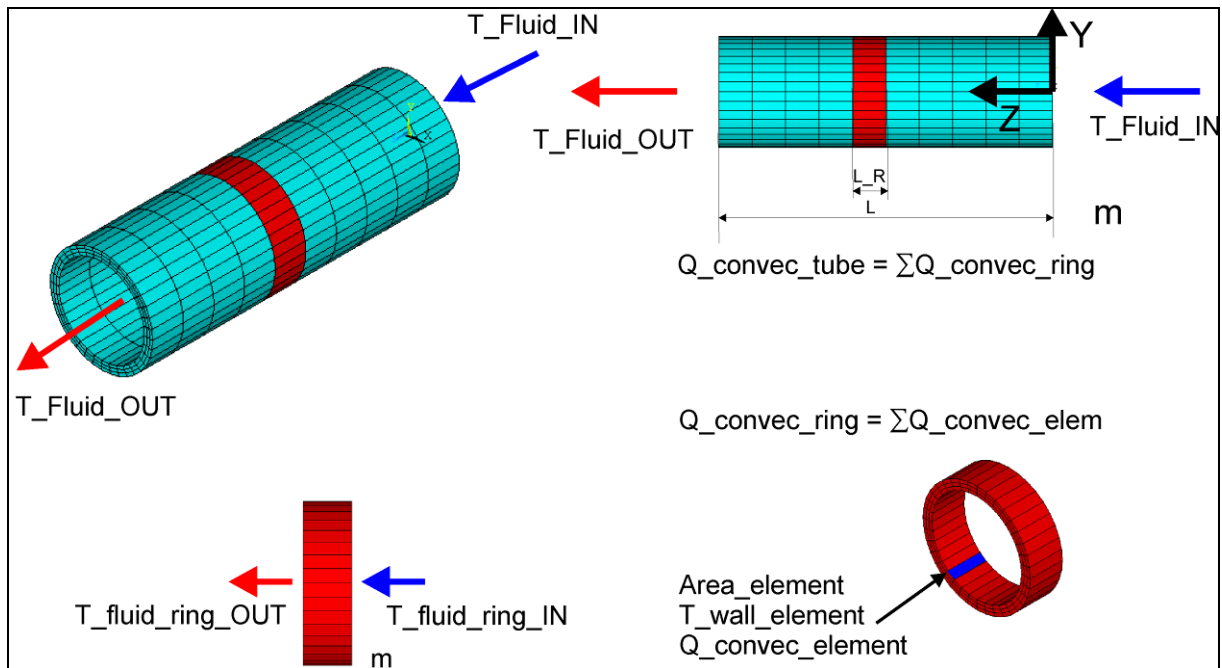 T_Fluid_IN
Y
X
Y
Z
T_Fluid_OUT
T_Fluid_IN
L_R
L
m
Q_convec_tube = ∑Q_convec_ring
T_Fluid_OUT
Q_convec_ring = ∑Q_convec_elem
T_fluid_ring_OUT
T_fluid_ring_IN
m
Area_element
T_wall_element
Q_convec_element